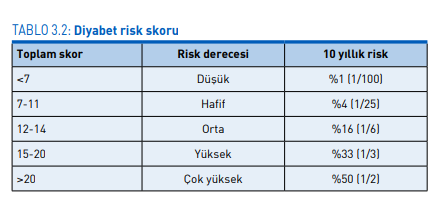 TABLO 3.2: Diyabet risk skoru
Toplam skor Risk derecesi 10 yıllık risk
<7 Düşük %1 (1/100)
7-11 Hafif %4 (1/25)
12-14 Orta %16 (1/6)
15-20 Yüksek %33 (1/3)
>20 Çok yüksek %50 (1/2)